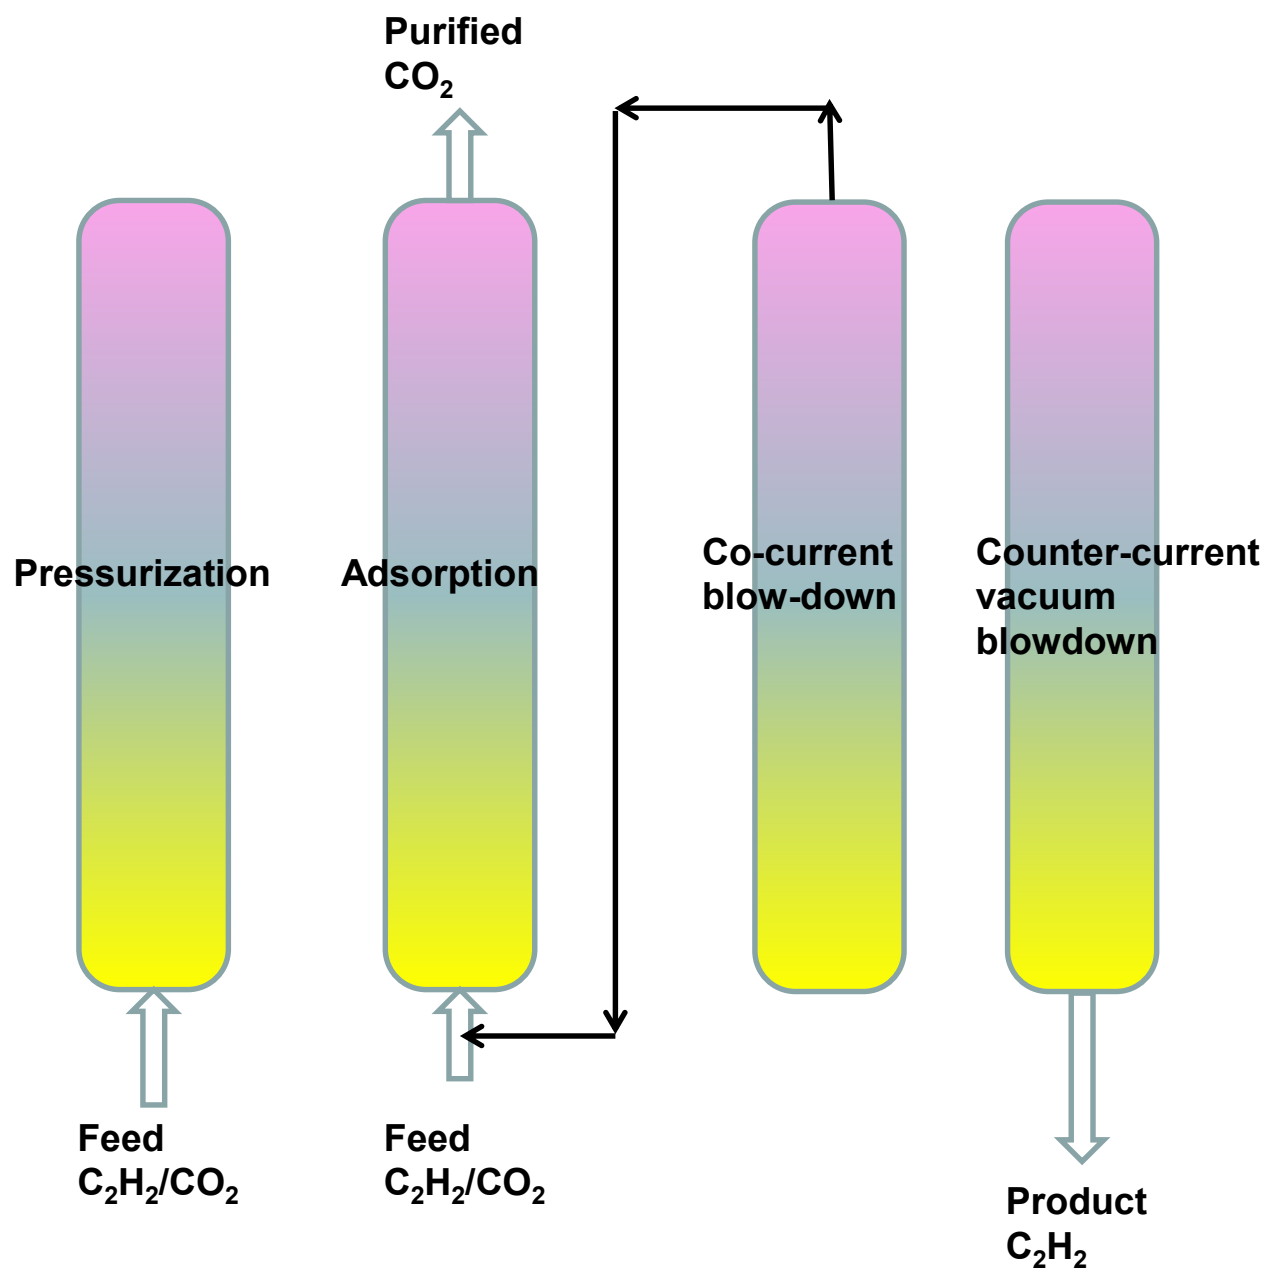 Purified
CO₂
Pressurization
Adsorption
Co-current
blow-down
Counter-current
vacuum
blowdown
Feed
C₂H₂/CO₂
Feed
C₂H₂/CO₂
Product
C₂H₂